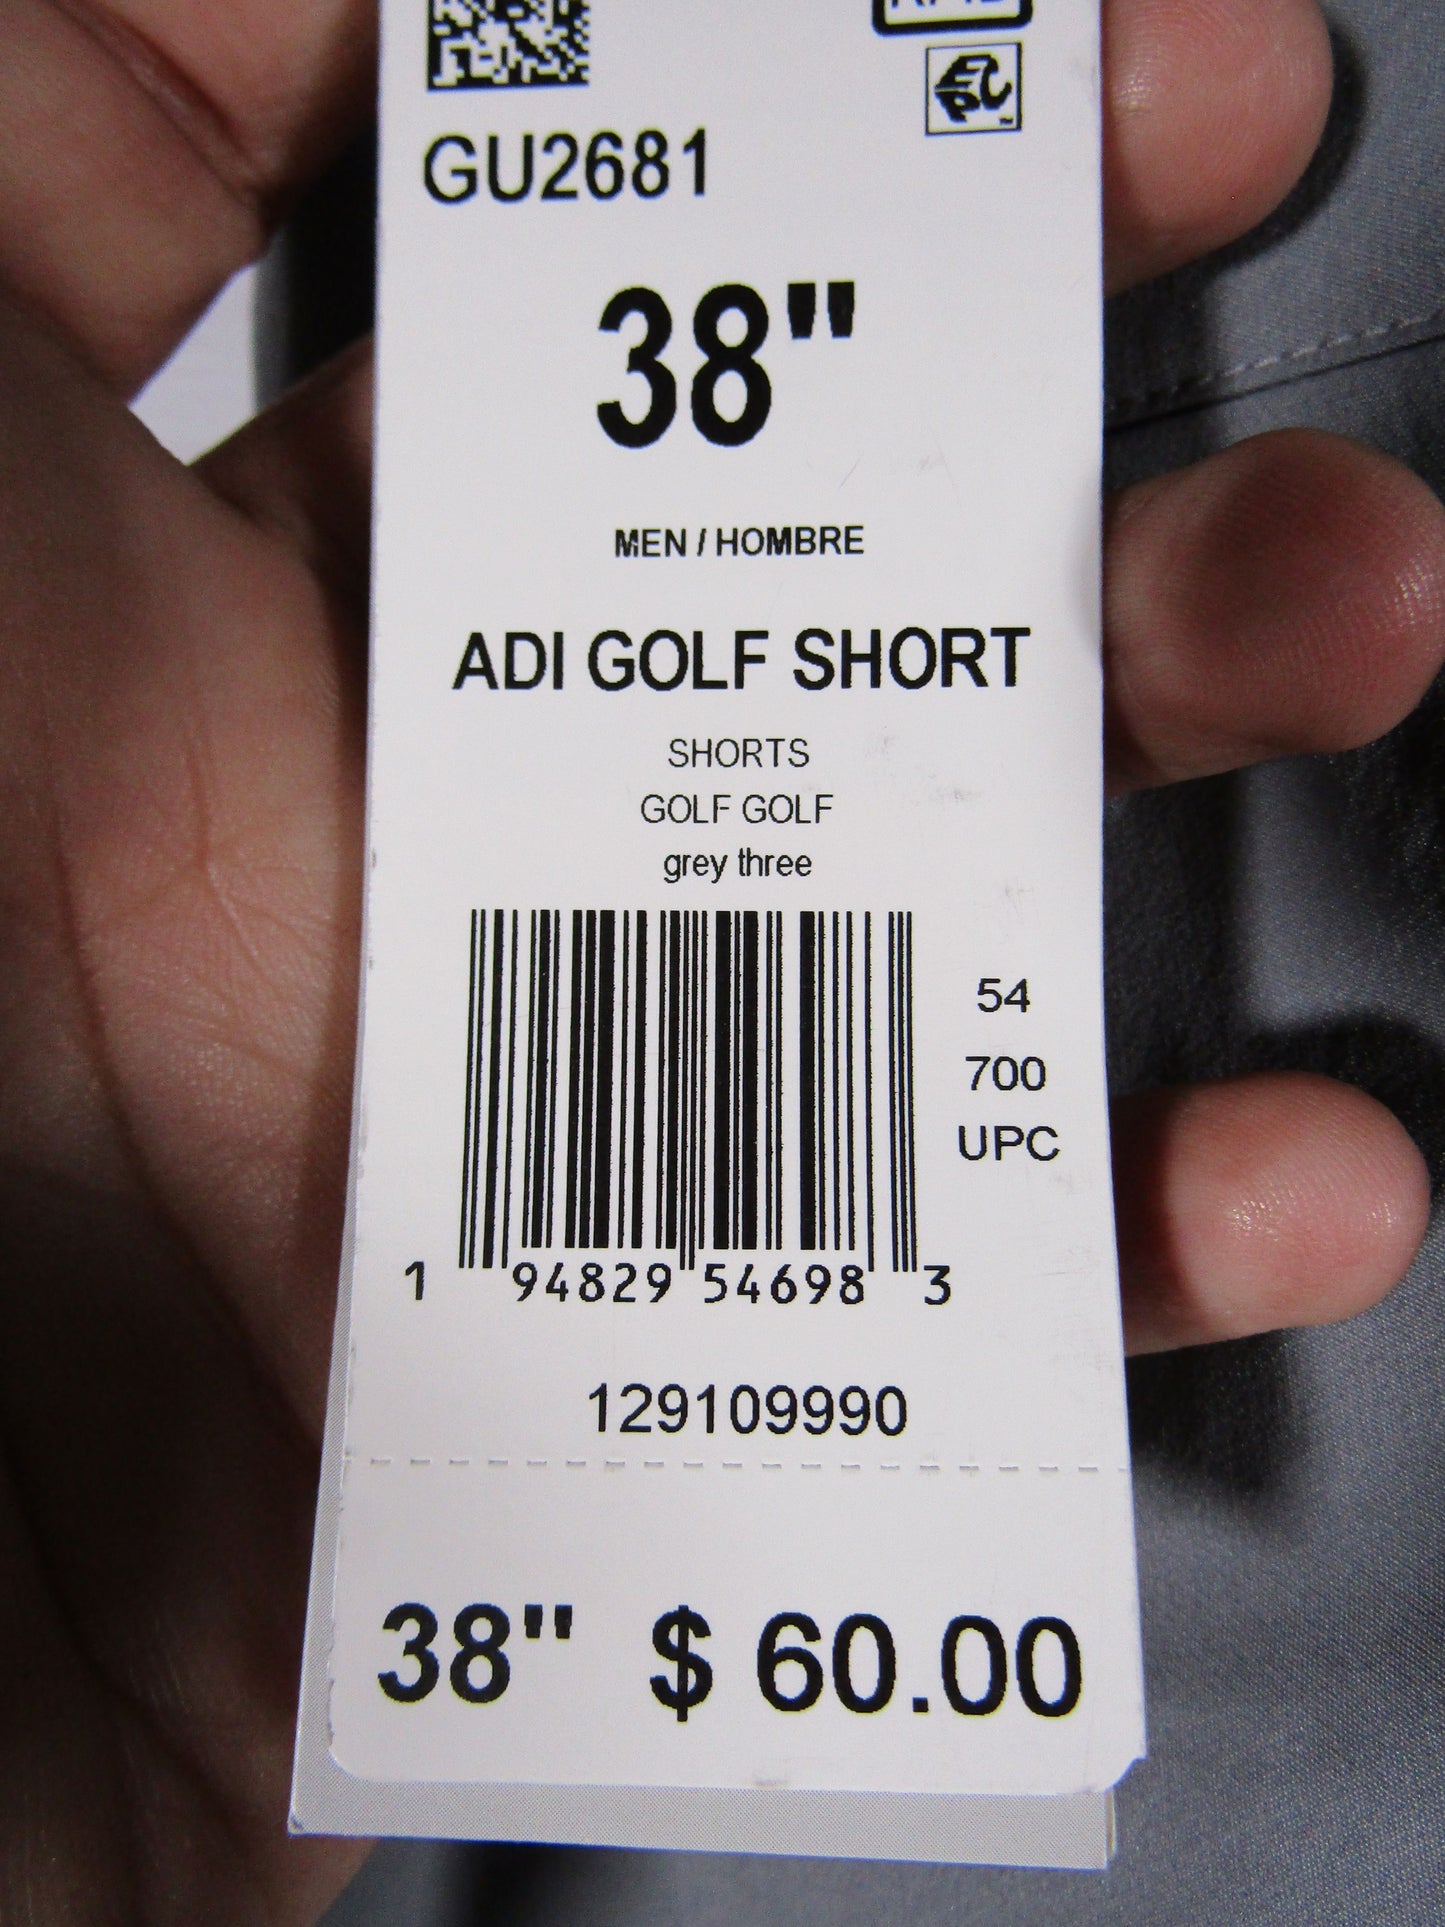 GU2681
38"
MEN / HOMBRE
ADI GOLF SHORT
SHORTS
GOLF GOLF
grey three
54
700
UPC
1 94829 54698 3
129109990
38" $ 60.00